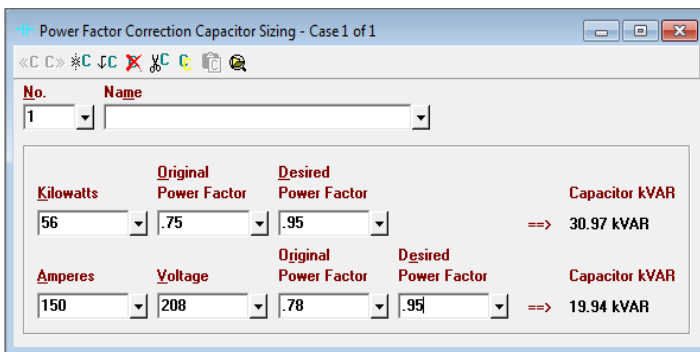 Power Factor Correction Capacitor Sizing - Case 1 of 1
«C C» ※C ↓C C C
No. Name
1
Original Desired
Kilowatts Power Factor Power Factor Capacitor kVAR
56 .75 .95 ==> 30.97 kVAR
Original Desired
Amperes Voltage Power Factor Power Factor Capacitor kVAR
150 208 .78 .95 ==> 19.94 kVAR